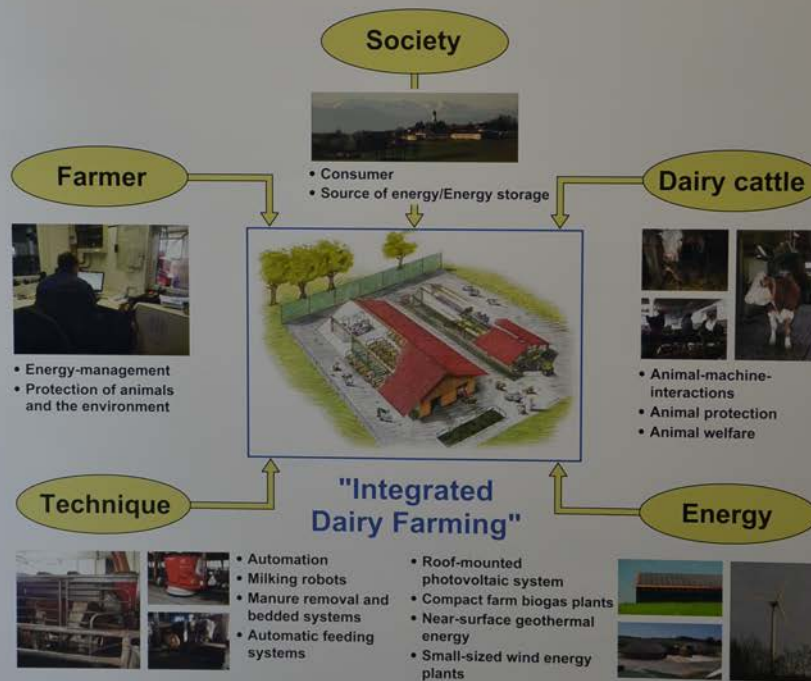 Society
• Consumer
• Source of energy/Energy storage
Farmer
• Energy-management
• Protection of animals
and the environment
Dairy cattle
• Animal-machine-
interactions
• Animal protection
• Animal welfare
"Integrated
Dairy Farming"
Technique
• Automation
• Milking robots
• Manure removal and
bedded systems
• Automatic feeding
systems
Energy
• Roof-mounted
photovoltaic system
• Compact farm biogas plants
• Near-surface geothermal
energy
• Small-sized wind energy
plants